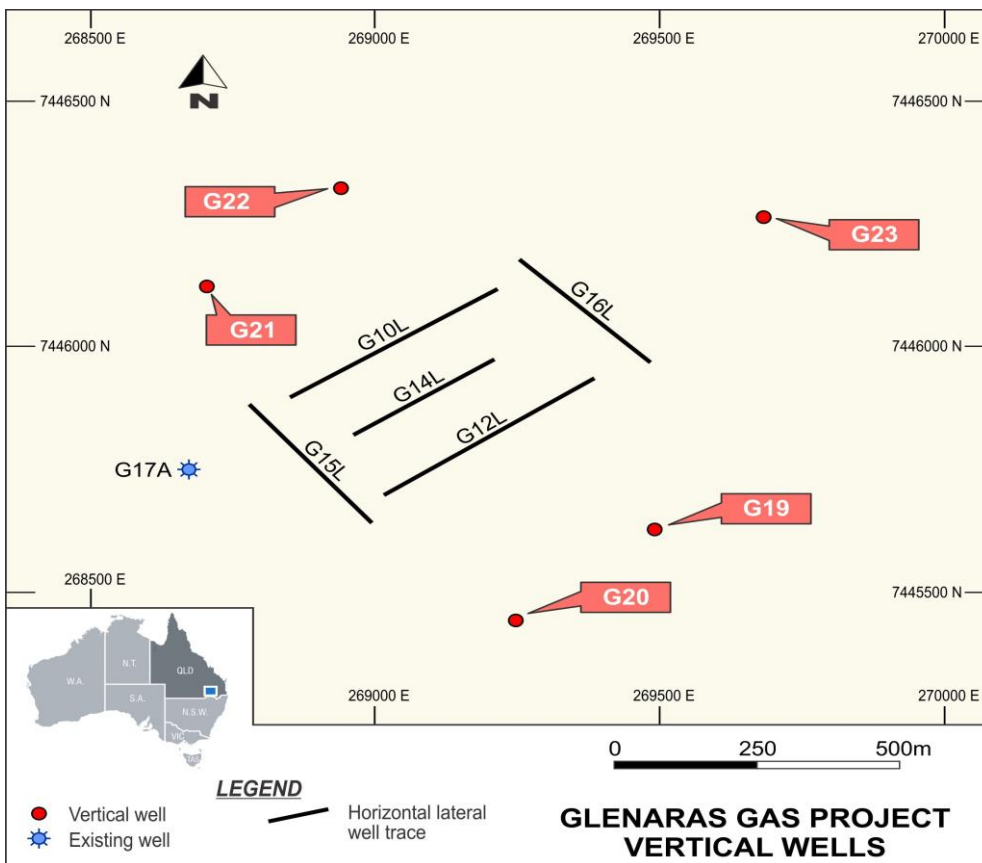 268500 E
269000 E
269500 E
270000 E
N
7446500 N
7446500 N
G22
G23
G21
G10L
G16L
7446000 N
7446000 N
G14L
G12L
G15L
G17A
G19
268500 E
G20
7445500 N
269000 E
269500 E
270000 E
W.A.
N.T.
QLD
S.A.
N.S.W.
VIC
TAS
0 250 500m
LEGEND
Vertical well
Existing well
Horizontal lateral
well trace
GLENARAS GAS PROJECT
VERTICAL WELLS